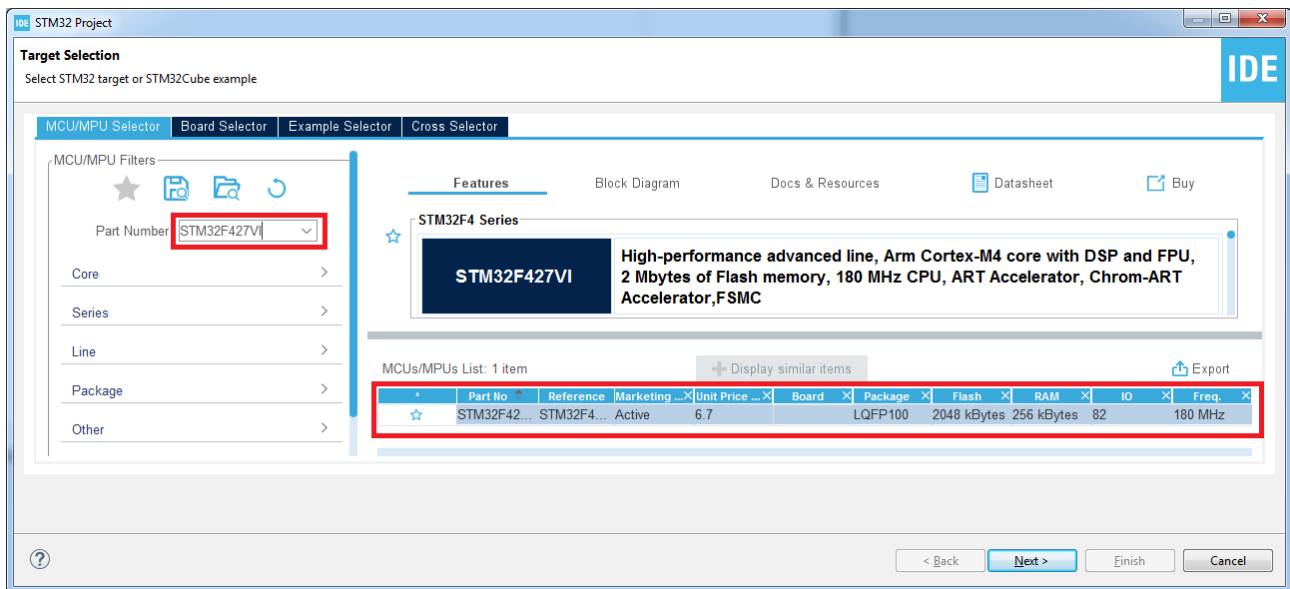 IDE STM32 Project
Target Selection
Select STM32 target or STM32Cube example
IDE
MCU/MPU Selector Board Selector Example Selector Cross Selector
MCU/MPU Filters
Part Number STM32F427VI
Core
Series
Line
Package
Other
Features Block Diagram Docs & Resources Datasheet Buy
STM32F4 Series
STM32F427VI
High-performance advanced line, Arm Cortex-M4 core with DSP and FPU,
2 Mbytes of Flash memory, 180 MHz CPU, ART Accelerator, Chrom-ART
Accelerator,FSMC
MCUs/MPUs List: 1 item + Display similar items Export
* Part No Reference Marketing ... Unit Price ... Board Package Flash RAM IO Freq.
STM32F42... STM32F4... Active 6.7 LQFP100 2048 kBytes 256 kBytes 82 180 MHz
? < Back Next > Finish Cancel